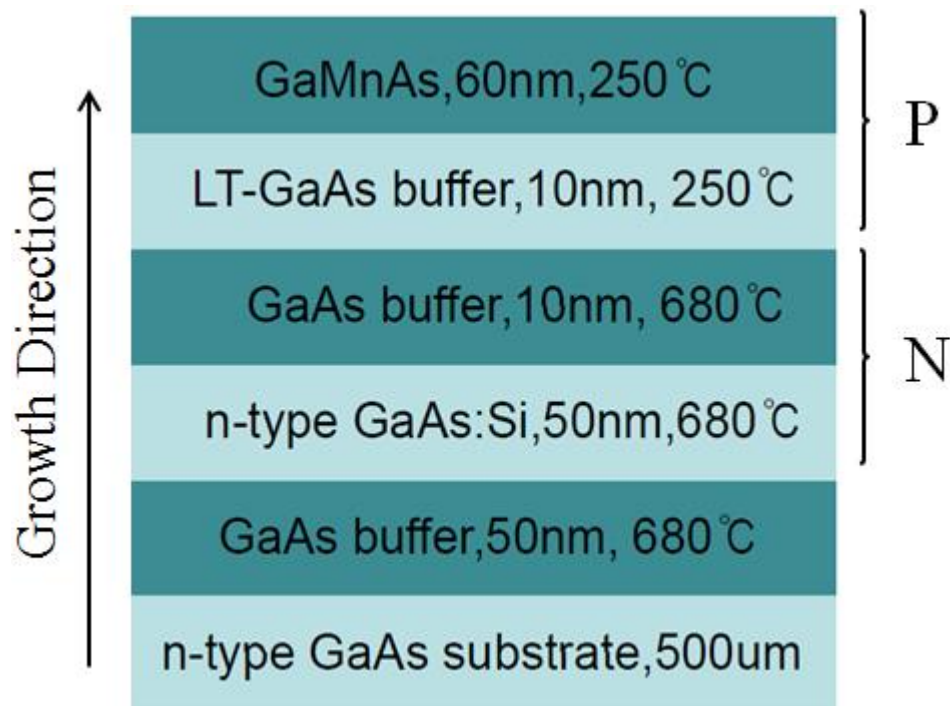 GaMnAs,60nm,250℃
LT-GaAs buffer,10nm, 250℃
P
GaAs buffer,10nm, 680℃
n-type GaAs:Si,50nm,680℃
N
GaAs buffer,50nm, 680℃
n-type GaAs substrate,500um
Growth Direction